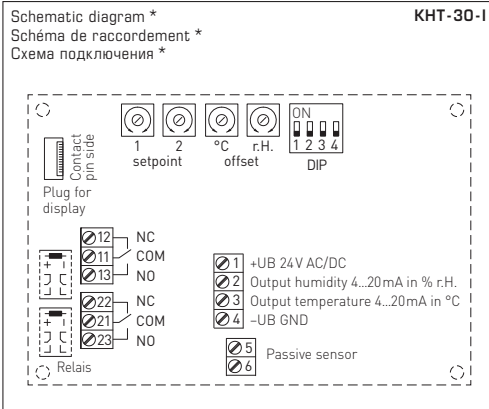 Schematic diagram *
KHT-30-I
Schéma de raccordement *
Схема подключения *
ON
1 2 °C r.H. 1 2 3 4
setpoint offset DIP
Contact
pin side
Plug for
display
12 NC
11 COM
13 NO
22 NC
21 COM
23 NO
+ -
+ -
Relais
1 +UB 24V AC/DC
2 Output humidity 4...20mA in % r.H.
3 Output temperature 4...20mA in °C
4 –UB GND
5 Passive sensor
6